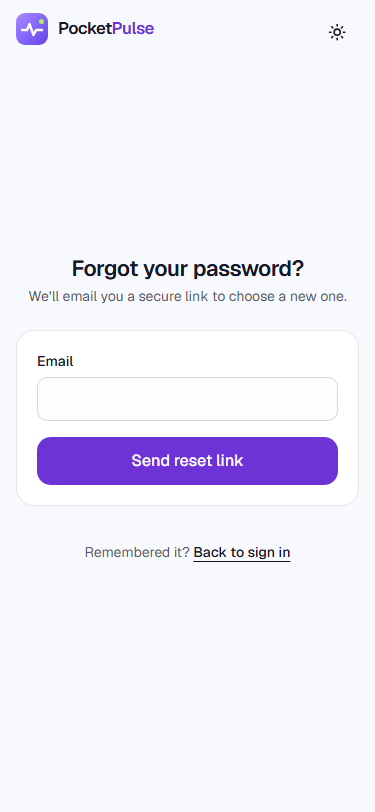 PocketPulse
Forgot your password?
We'll email you a secure link to choose a new one.
Email
Send reset link
Remembered it? Back to sign in